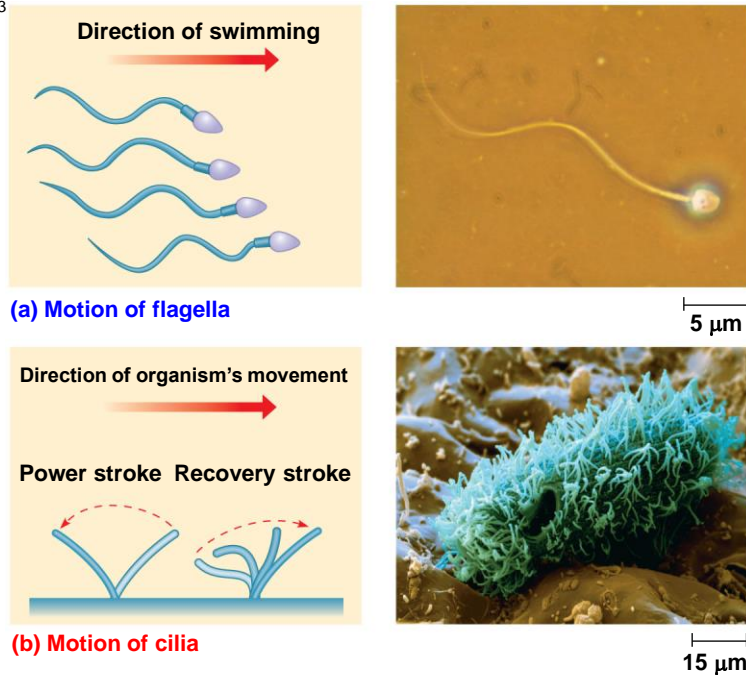 3
Direction of swimming
(a) Motion of flagella
5 μm
Direction of organism’s movement
Power stroke Recovery stroke
(b) Motion of cilia
15 μm